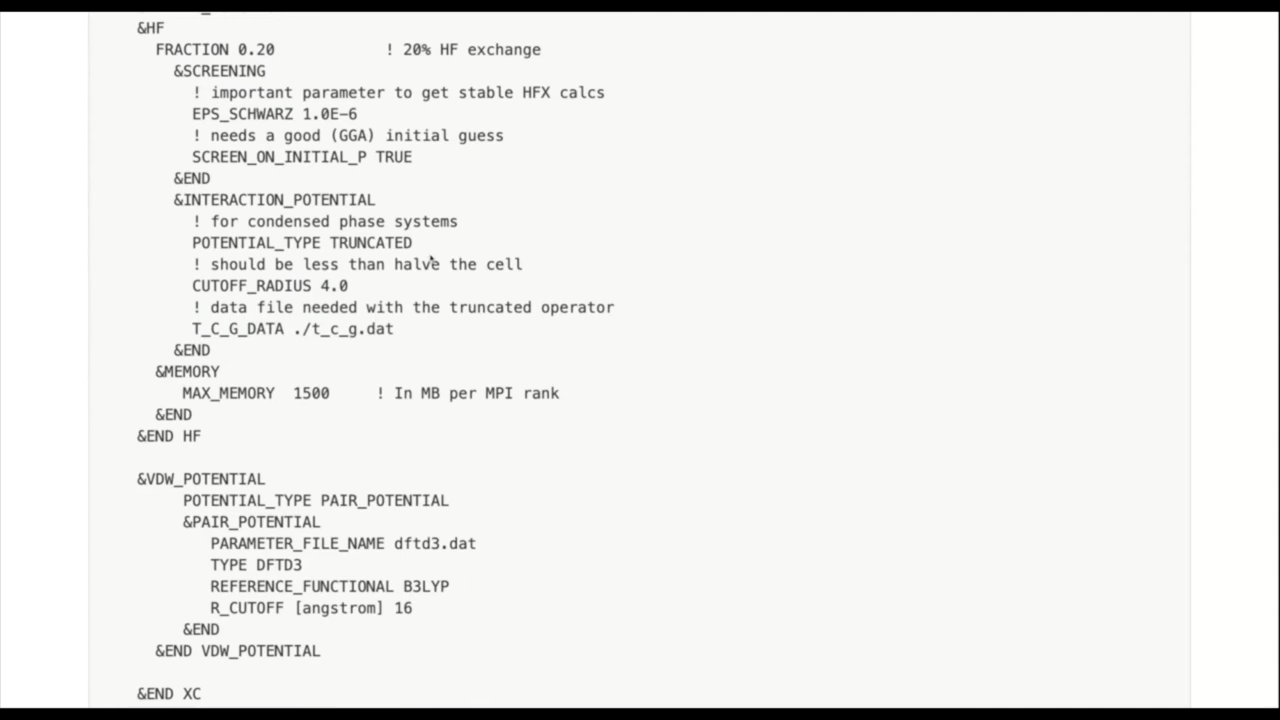 &HF
FRACTION 0.20 ! 20% HF exchange
&SCREENING
! important parameter to get stable HFX calcs
EPS_SCHWARZ 1.0E-6
! needs a good (GGA) initial guess
SCREEN_ON_INITIAL_P TRUE
&END
&INTERACTION_POTENTIAL
! for condensed phase systems
POTENTIAL_TYPE TRUNCATED
! should be less than halve the cell
CUTOFF_RADIUS 4.0
! data file needed with the truncated operator
T_C_G_DATA ./t_c_g.dat
&END
&MEMORY
MAX_MEMORY 1500 ! In MB per MPI rank
&END
&END HF
&VDW_POTENTIAL
POTENTIAL_TYPE PAIR_POTENTIAL
&PAIR_POTENTIAL
PARAMETER_FILE_NAME dftd3.dat
TYPE DFTD3
REFERENCE_FUNCTIONAL B3LYP
R_CUTOFF [angstrom] 16
&END
&END VDW_POTENTIAL
&END XC